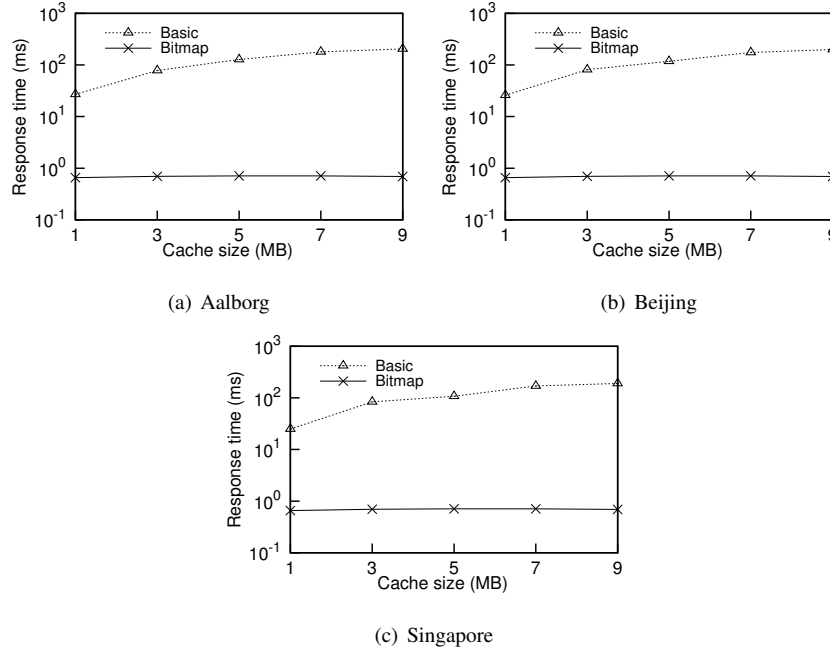 10^3
10^2
10^1
10^0
10^-1
Response time (ms)
Basic
Bitmap
1 3 5 7 9
Cache size (MB)
(a) Aalborg
10^3
10^2
10^1
10^0
10^-1
Response time (ms)
Basic
Bitmap
1 3 5 7 9
Cache size (MB)
(b) Beijing
10^3
10^2
10^1
10^0
10^-1
Response time (ms)
Basic
Bitmap
1 3 5 7 9
Cache size (MB)
(c) Singapore